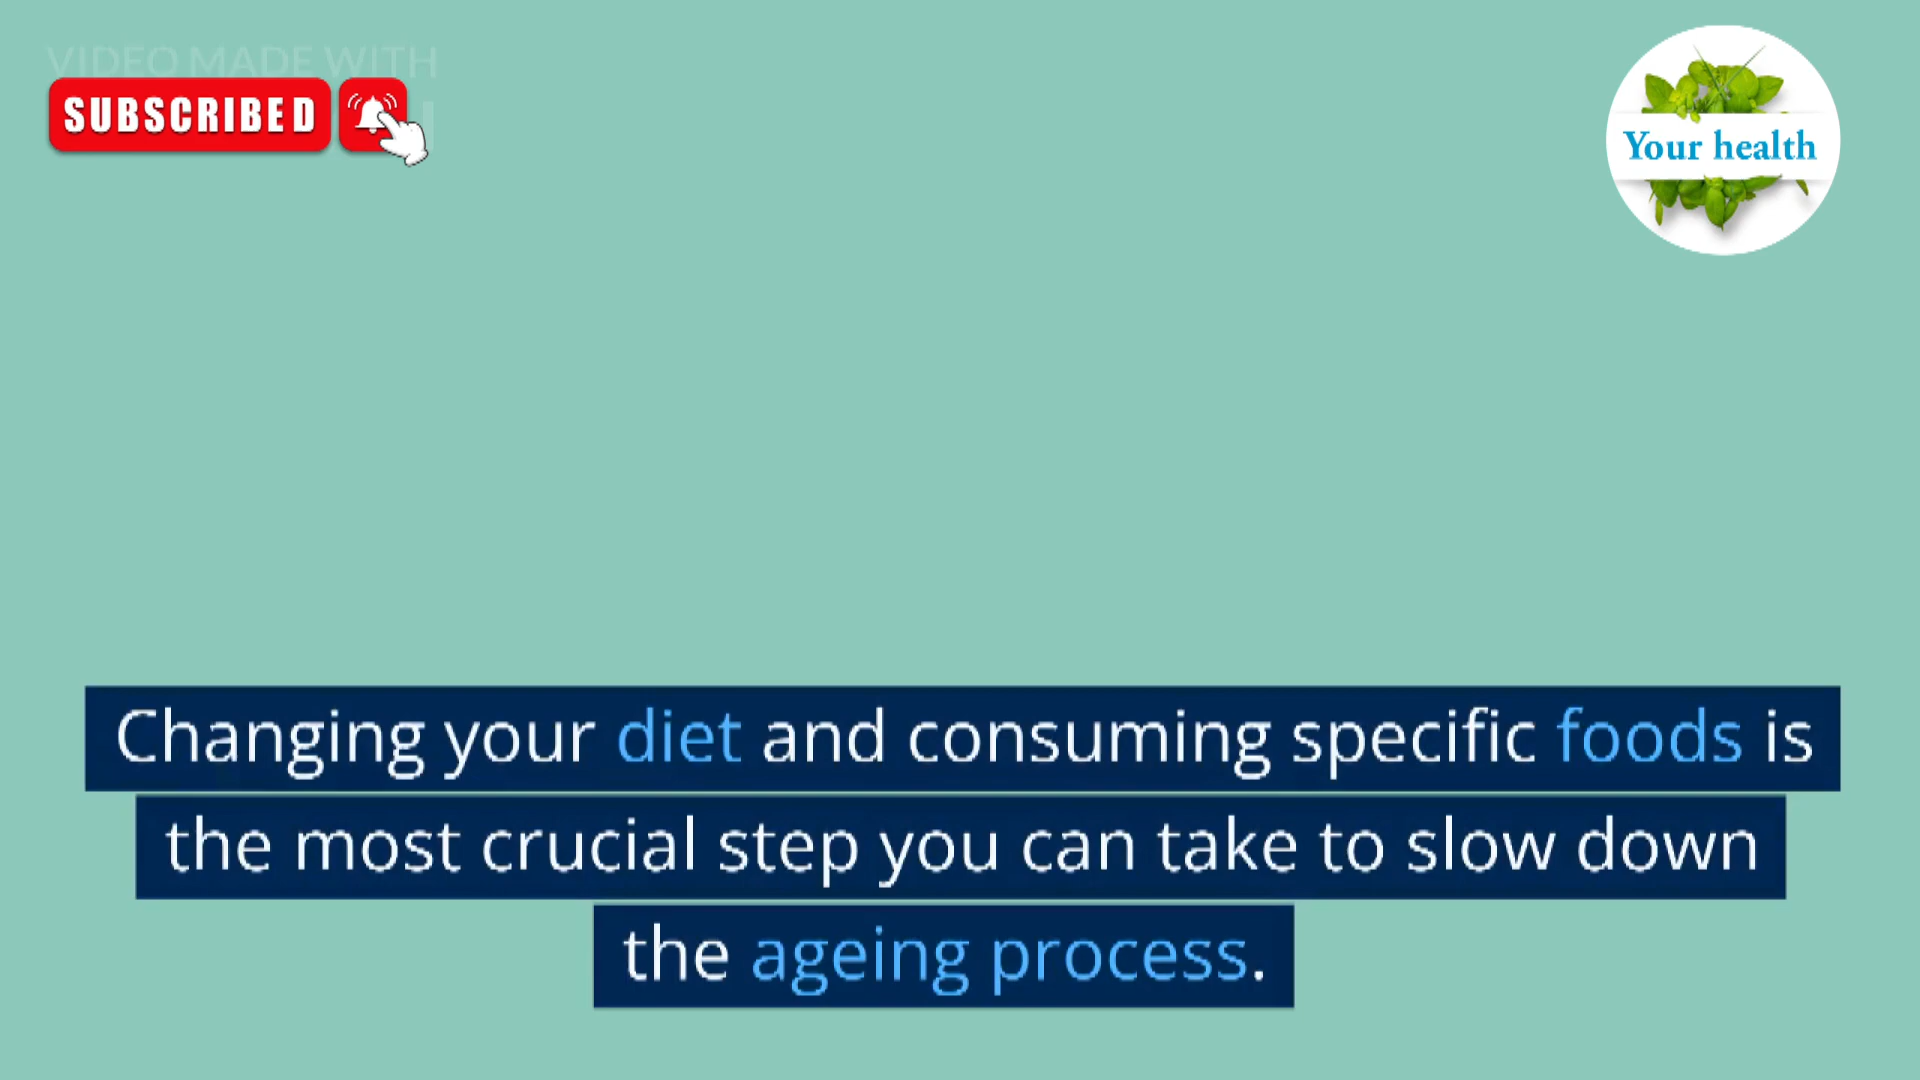 VIDEO MADE WITH
SUBSCRIBED
Your health
Changing your diet and consuming specific foods is
the most crucial step you can take to slow down
the ageing process.